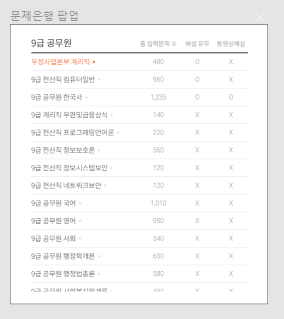 문제은행 팝업
9급 공무원 총 입력문제 수 해설 유무 동영상해설
우정사업본부 계리직 480 O X
9급 전산직 컴퓨터일반 960 O X
9급 공무원 한국사 1,235 O O
9급 계리직 우편및금융상식 140 X X
9급 전산직 프로그래밍언어론 220 X X
9급 전산직 정보보호론 560 X X
9급 전산직 정보시스템보안 120 X X
9급 전산직 네트워크보안 120 X X
9급 공무원 국어 1,010 X X
9급 공무원 영어 950 X X
9급 공무원 사회 540 X X
9급 공무원 행정학개론 600 X X
9급 공무원 행정법총론 580 X X
9급 공무원 사회복지학개론 480 X X